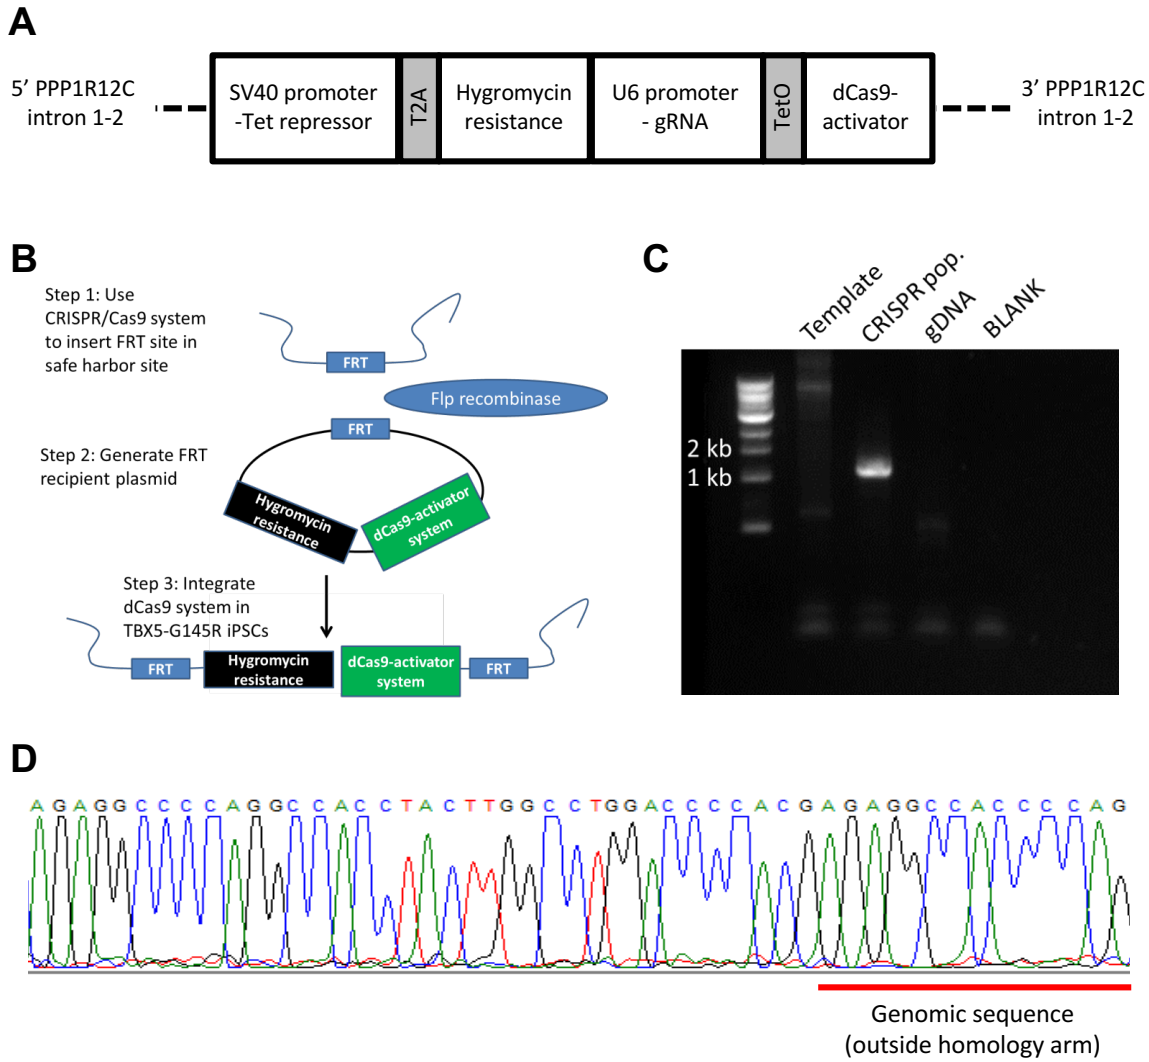 A
5’ PPP1R12C
intron 1-2
SV40 promoter
-Tet repressor
T2A
Hygromycin
resistance
U6 promoter
- gRNA
TetO
dCas9-
activator
3’ PPP1R12C
intron 1-2
B
Step 1: Use
CRISPR/Cas9 system
to insert FRT site in
safe harbor site
FRT
Flp recombinase
FRT
Step 2: Generate FRT
recipient plasmid
Hygromycin
resistance
dCas9-activator
system
Step 3: Integrate
dCas9 system in
TBX5-G145R iPSCs
FRT
Hygromycin
resistance
dCas9-activator
system
FRT
C
Template
CRISPR pop.
gDNA
BLANK
2 kb
1 kb
D
AGAGGCCCCAGGCCACCTACTTGGCCTGGACCCCACGAGAGGCCACCCCAG
Genomic sequence
(outside homology arm)